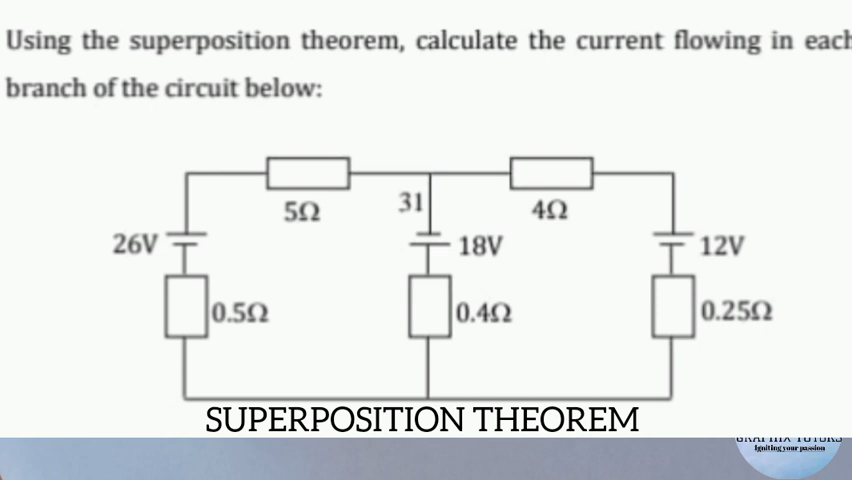 Using the superposition theorem, calculate the current flowing in each
branch of the circuit below:
5Ω
31
4Ω
26V
18V
12V
0.5Ω
0.4Ω
0.25Ω
SUPERPOSITION THEOREM
Igniting your passion